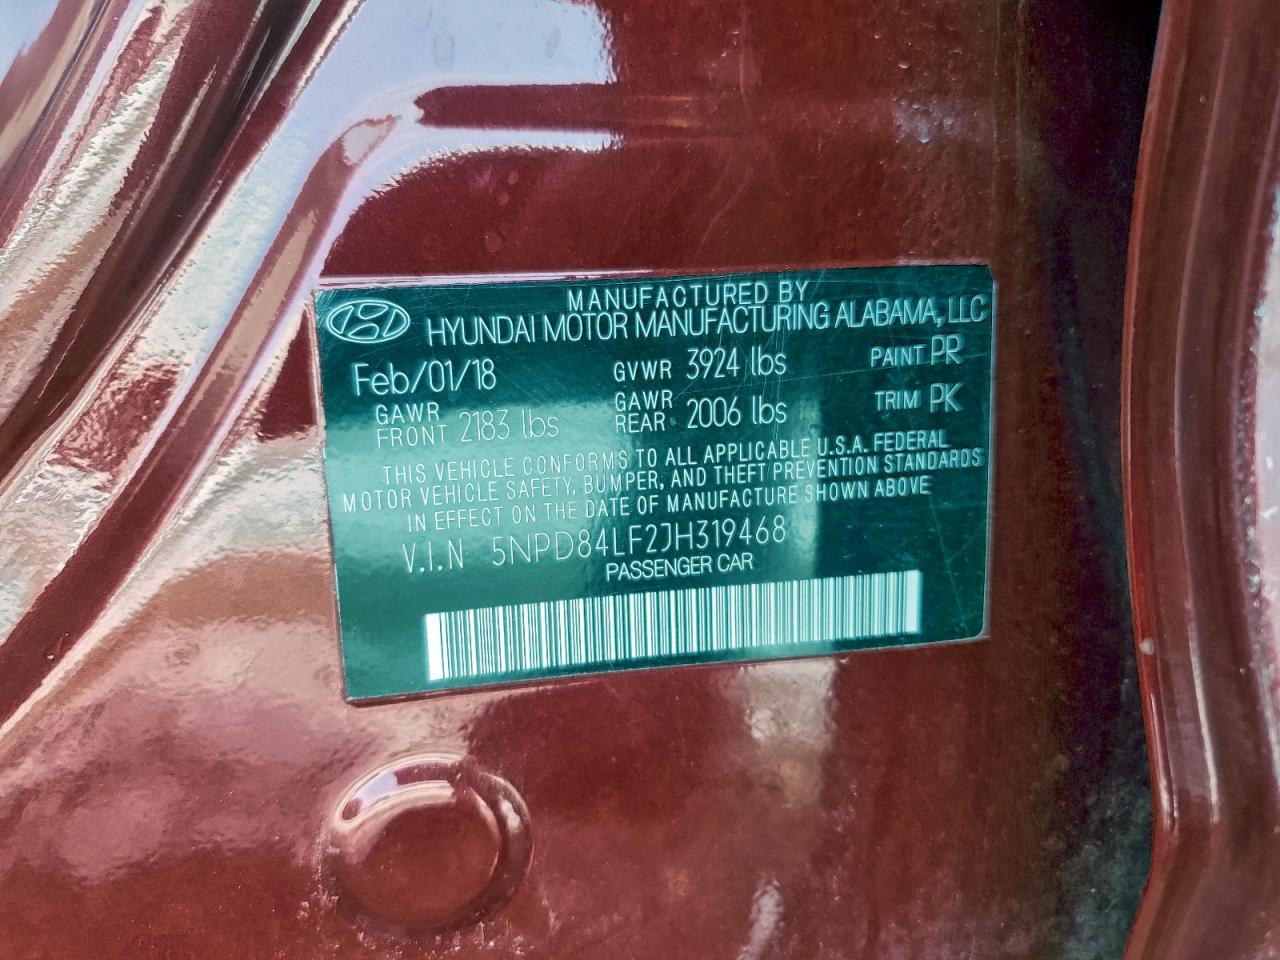 MANUFACTURED BY
HYUNDAI MOTOR MANUFACTURING ALABAMA, LLC
Feb/01/18 GVWR 3924 lbs PAINT PR
GAWR FRONT 2183 lbs GAWR REAR 2006 lbs TRIM PK
THIS VEHICLE CONFORMS TO ALL APPLICABLE U.S.A. FEDERAL
MOTOR VEHICLE SAFETY, BUMPER, AND THEFT PREVENTION STANDARDS
IN EFFECT ON THE DATE OF MANUFACTURE SHOWN ABOVE
V.I.N 5NPD84LF2JH319468
PASSENGER CAR